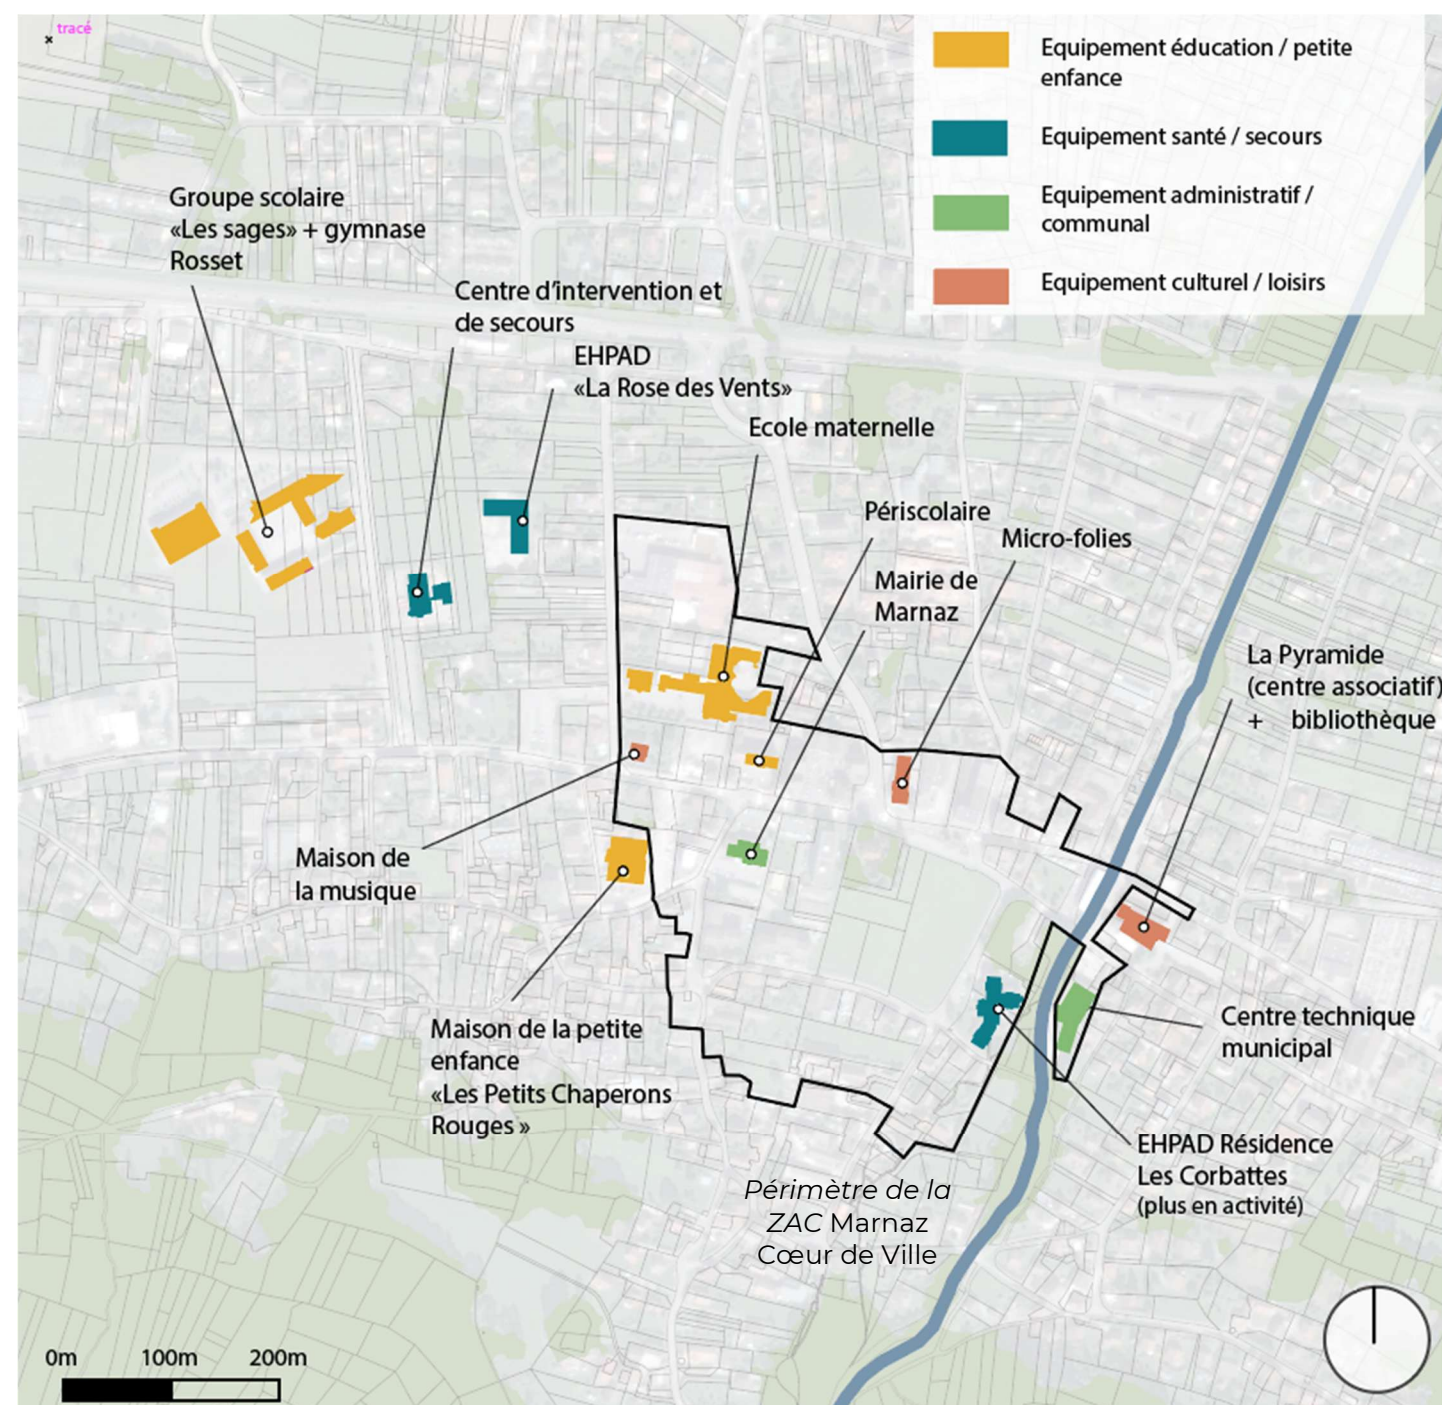 tracé
Equipement éducation / petite
enfance
Equipement santé / secours
Equipement administratif /
communal
Equipement culturel / loisirs
Groupe scolaire
«Les sages» + gymnase
Rosset
Centre d'intervention et
de secours
EHPAD
«La Rose des Vents»
Ecole maternelle
Périscolaire
Micro-folies
Mairie de
Marnaz
La Pyramide
(centre associatif)
+ bibliothèque
Maison de
la musique
Maison de la petite
enfance
«Les Petits Chaperons
Rouges »
Centre technique
municipal
EHPAD Résidence
Les Corbattes
(plus en activité)
Périmètre de la
ZAC Marnaz
Cœur de Ville
0m 100m 200m